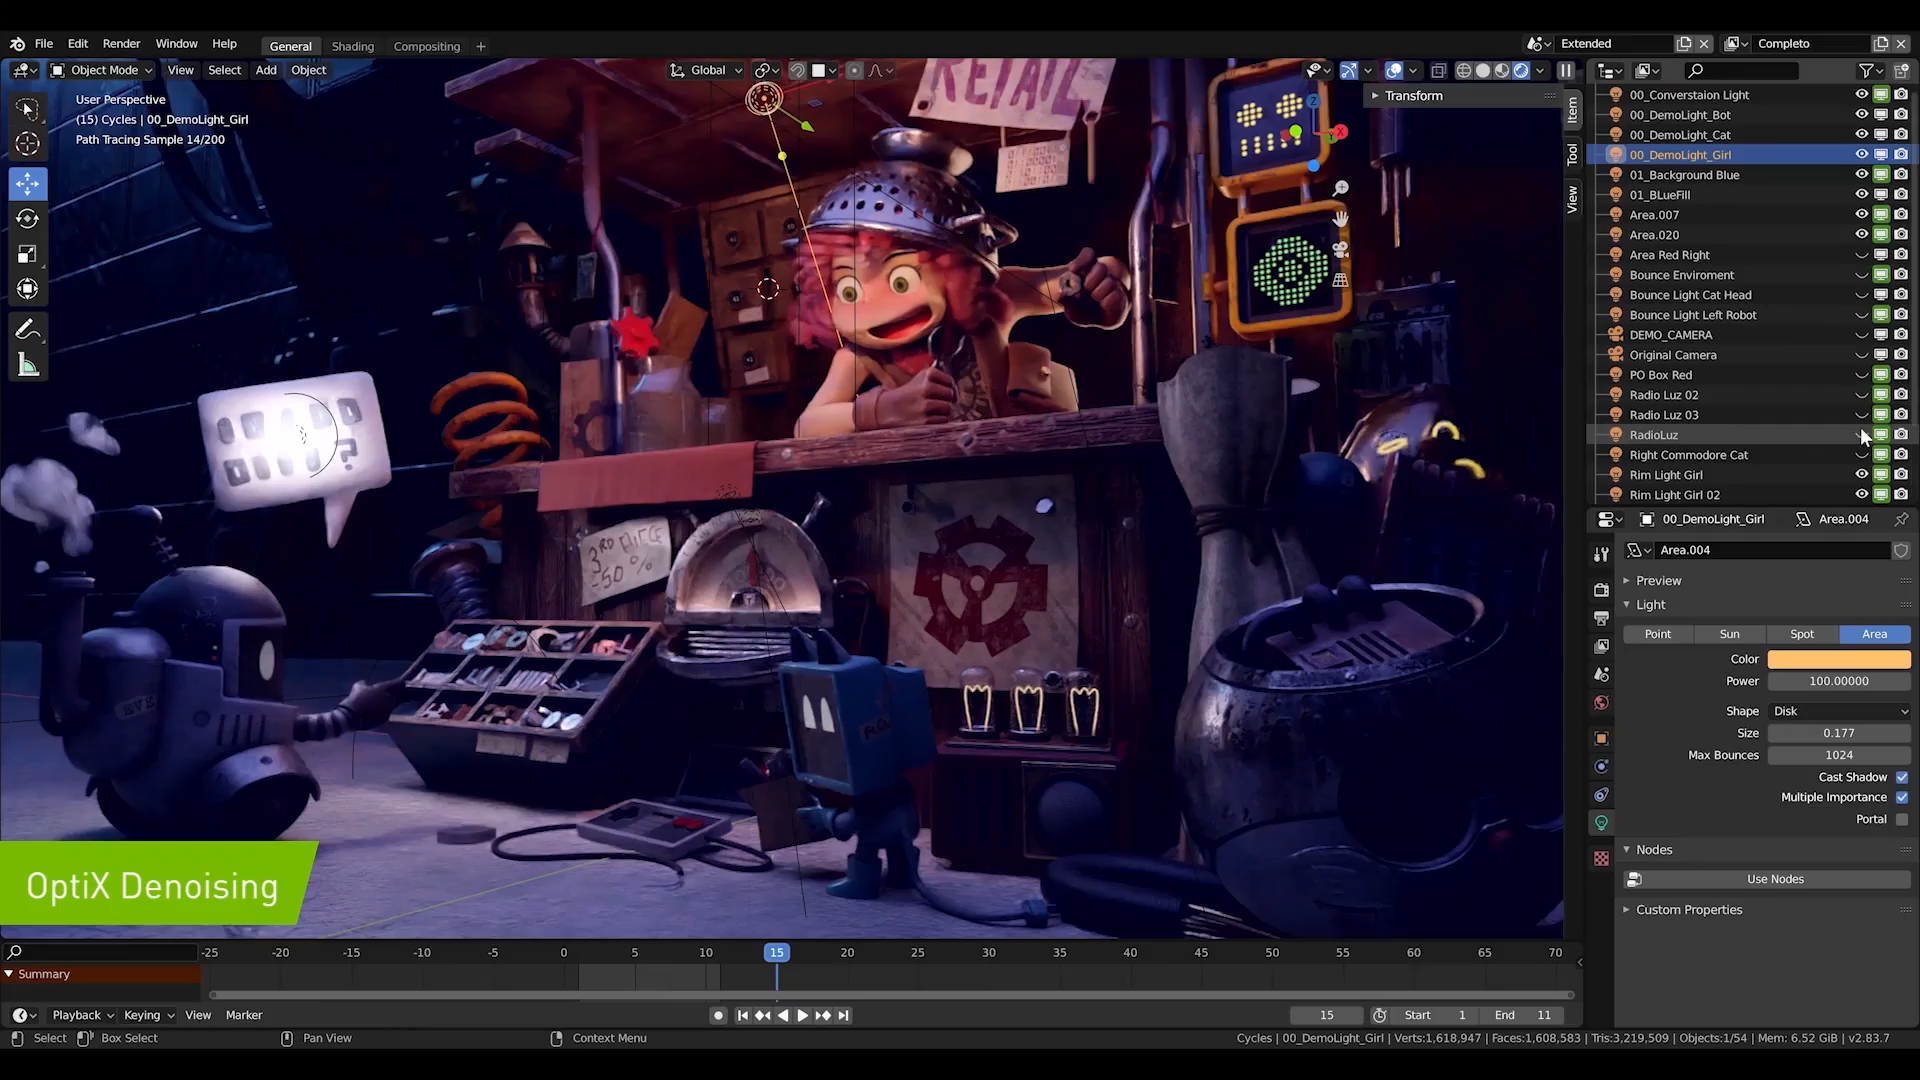 File Edit Render Window Help General Shading Compositing + Extended Completo
Object Mode View Select Add Object Global
User Perspective
(15) Cycles | 00_DemoLight_Girl
Path Tracing Sample 14/200
Transform
Item
Tool
View
RETAIL
3RD PIECE
-50 %
EVE
?
OptiX Denoising
00_Converstaion Light
00_DemoLight_Bot
00_DemoLight_Cat
00_DemoLight_Girl
01_Background Blue
01_BLueFill
Area.007
Area.020
Area Red Right
Bounce Enviroment
Bounce Light Cat Head
Bounce Light Left Robot
DEMO_CAMERA
Original Camera
PO Box Red
Radio Luz 02
Radio Luz 03
RadioLuz
Right Commodore Cat
Rim Light Girl
Rim Light Girl 02
00_DemoLight_Girl Area.004
Area.004
Preview
Light
Point Sun Spot Area
Color
Power 100.00000
Shape Disk
Size 0.177
Max Bounces 1024
Cast Shadow
Multiple Importance
Portal
Nodes
Use Nodes
Custom Properties
-25 -20 -15 -10 -5 0 5 10 15 20 25 30 35 40 45 50 55 60 65 70
Summary
Playback Keying View Marker 15 Start 1 End 11
Select Box Select Pan View Context Menu Cycles | 00_DemoLight_Girl | Verts:1,618,947 | Faces:1,608,583 | Tris:3,219,509 | Objects:1/54 | Mem: 6.52 GiB | v2.83.7